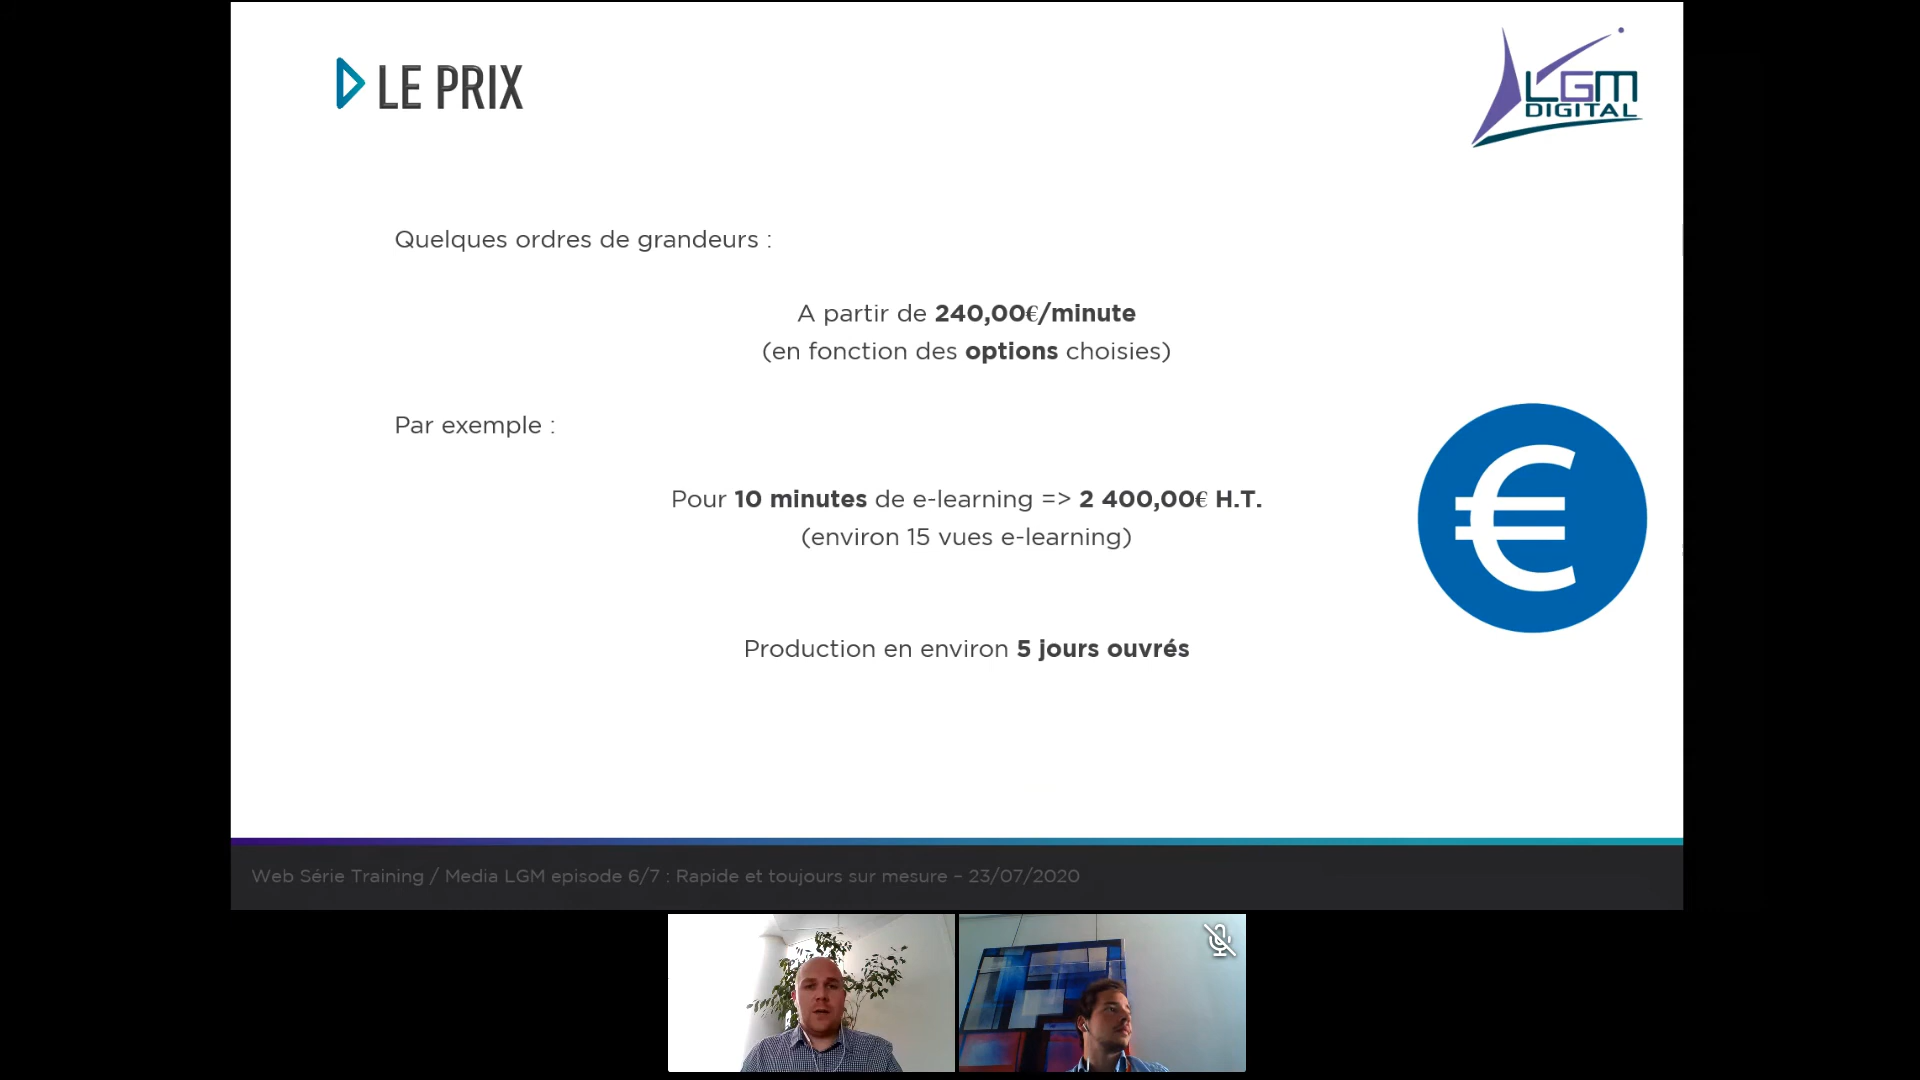 LE PRIX
LGM
DIGITAL
Quelques ordres de grandeurs :
A partir de 240,00€/minute
(en fonction des options choisies)
Par exemple :
Pour 10 minutes de e-learning => 2 400,00€ H.T.
(environ 15 vues e-learning)
€
Production en environ 5 jours ouvrés
Web Série Training / Media LGM episode 6/7 : Rapide et toujours sur mesure – 23/07/2020